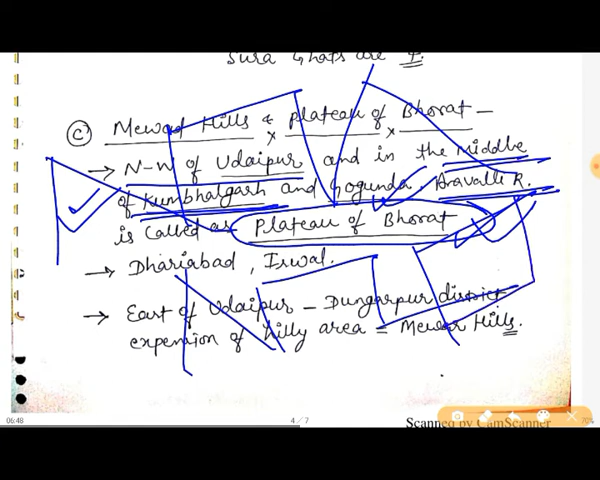 Sura Ghats are I.
(C) Mewad Hills & Plateau of Bhorat —
→ N-W of Udaipur and in the Middle
of Kumbhalgarh and Gogunda, Aravalli R.
is called as Plateau of Bhorat
→ Dhariabad, Irwal.
→ East of Udaipur – Dungarpur district
expension of hilly area = Mewar Hills.
06:48
4 / 7
Scanned by CamScanner